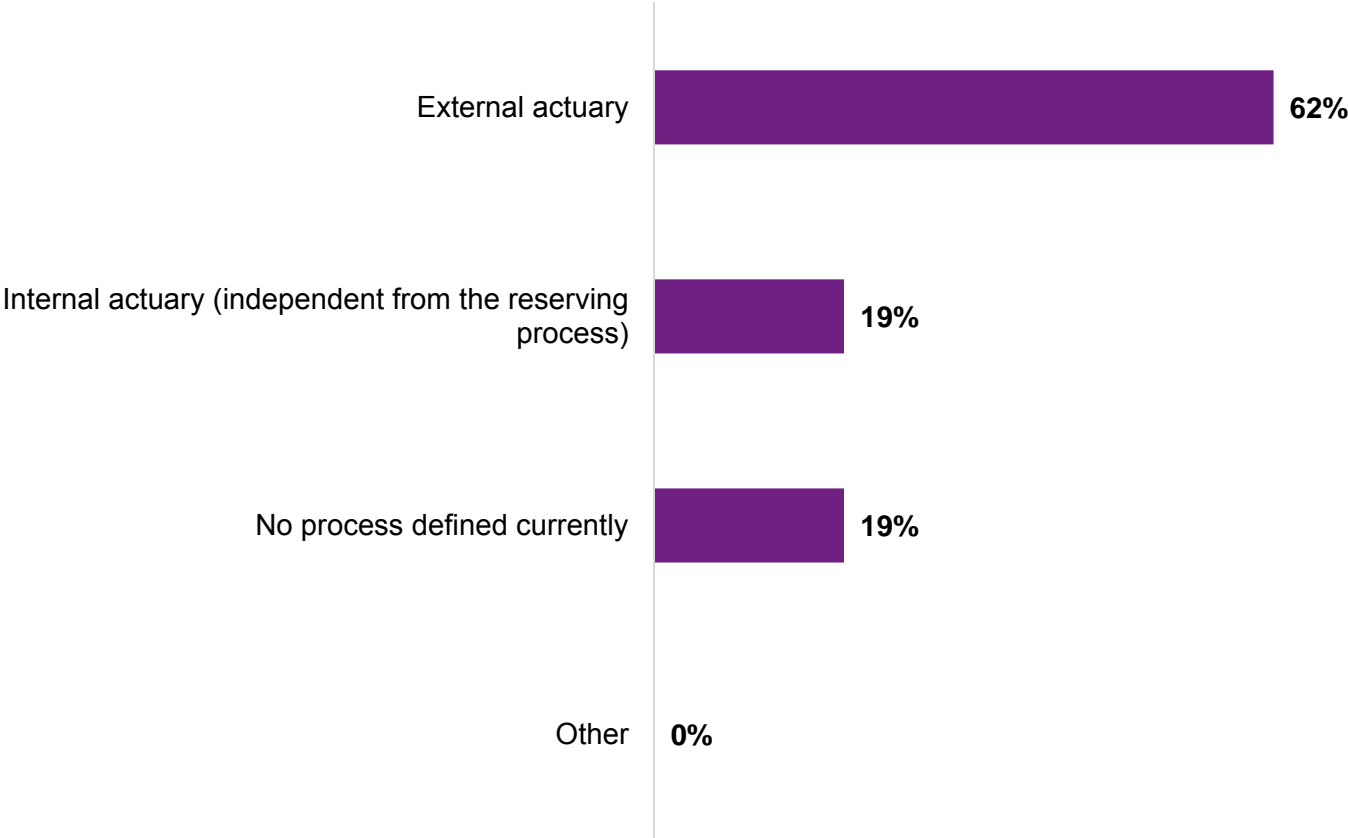 External actuary
62%
Internal actuary (independent from the reserving
process)
19%
No process defined currently
19%
Other
0%